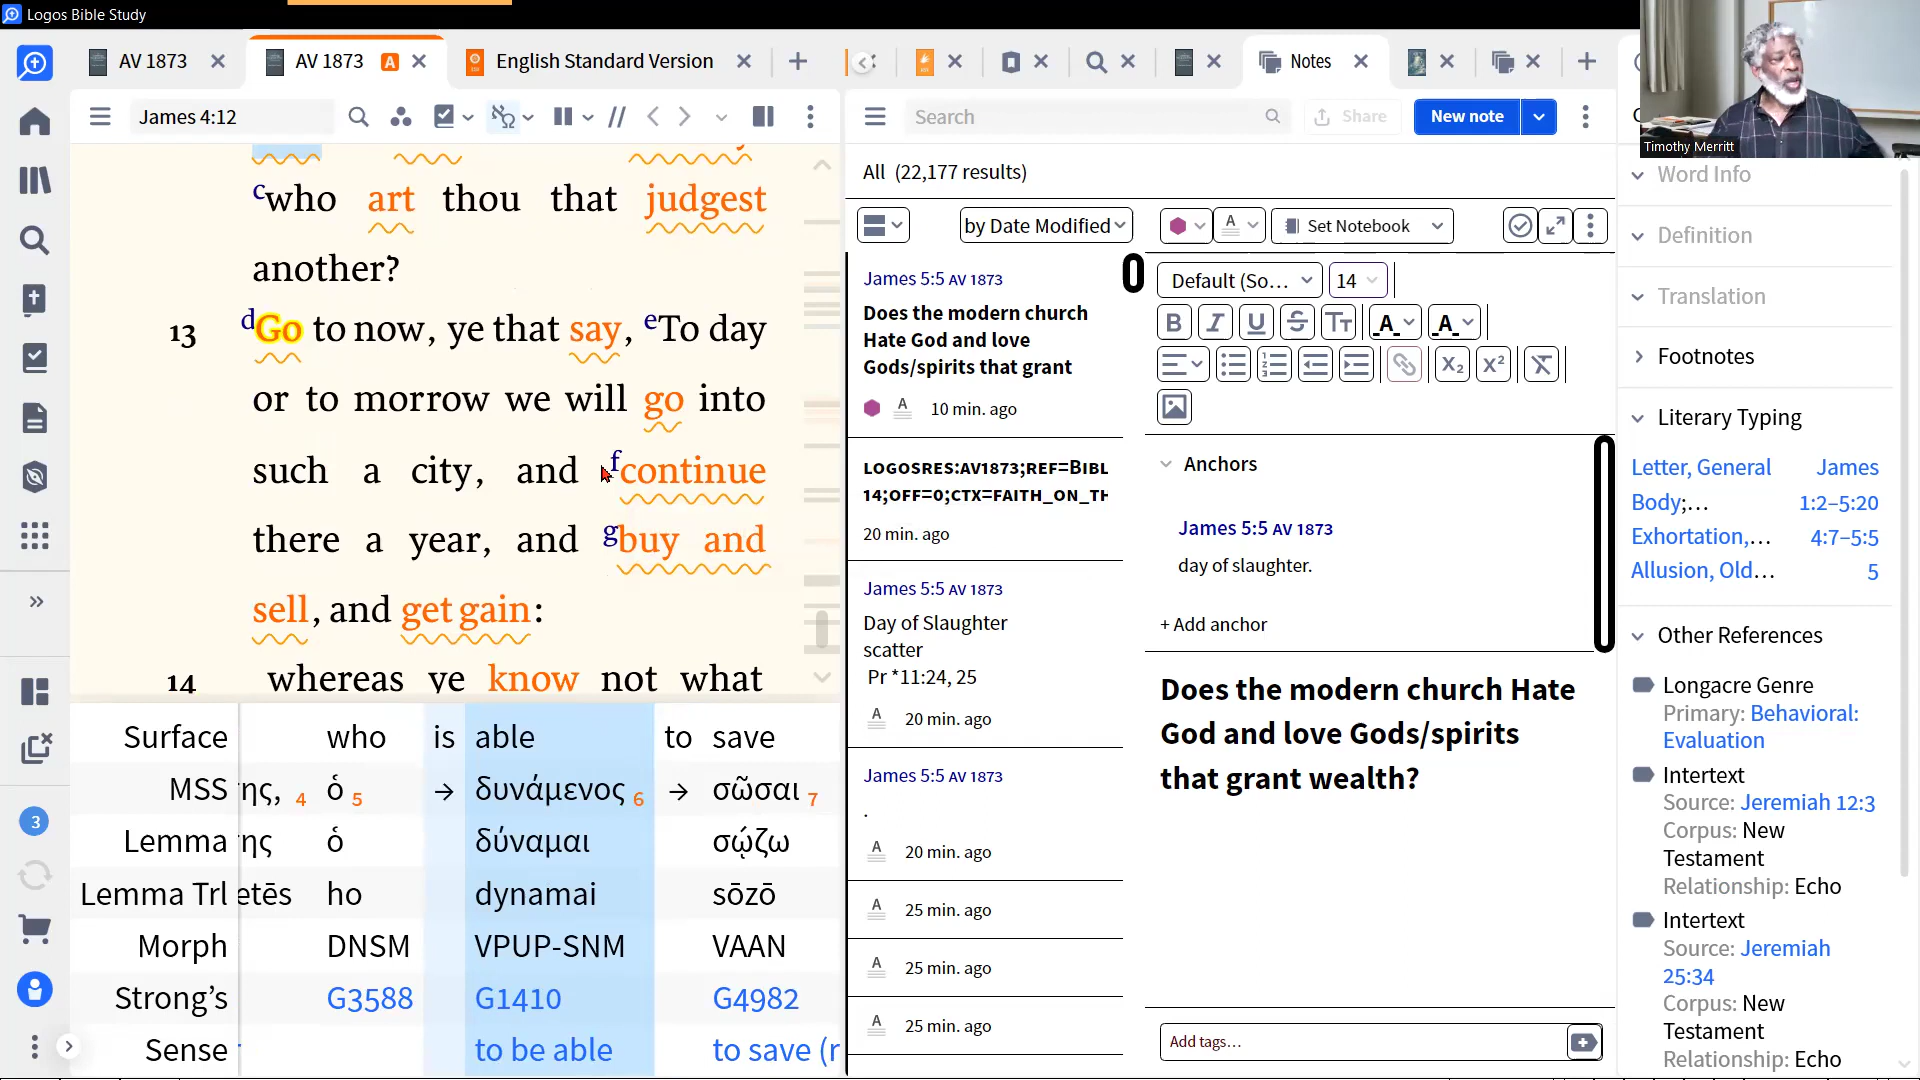 Logos Bible Study
AV 1873
AV 1873 A
English Standard Version
Notes
Timothy Merritt
James 4:12
Search
Share
New note
All (22,177 results)
by Date Modified
Set Notebook
Default (So...
14
c who art thou that judgest
another?
13 d Go to now, ye that say, e To day
or to morrow we will go into
such a city, and f continue
there a year, and g buy and
sell, and get gain:
14 whereas ye know not what
Surface who is able to save
MSS ης, 4 ὁ 5 → δυνάμενος 6 → σῶσαι 7
Lemma ης ὁ δύναμαι σῴζω
Lemma Trl etēs ho dynamai sōzō
Morph DNSM VPUP-SNM VAAN
Strong's G3588 G1410 G4982
Sense to be able to save (r
James 5:5 AV 1873
Does the modern church
Hate God and love
Gods/spirits that grant
10 min. ago
LOGOSRES:AV1873;REF=BIBL
14;OFF=0;CTX=FAITH_ON_TH
20 min. ago
James 5:5 AV 1873
Day of Slaughter
scatter
Pr *11:24, 25
20 min. ago
James 5:5 AV 1873
.
20 min. ago
25 min. ago
25 min. ago
25 min. ago
Anchors
James 5:5 AV 1873
day of slaughter.
+ Add anchor
Does the modern church Hate
God and love Gods/spirits
that grant wealth?
Add tags...
Word Info
Definition
Translation
Footnotes
Literary Typing
Letter, General James
Body;... 1:2–5:20
Exhortation,... 4:7–5:5
Allusion, Old... 5
Other References
Longacre Genre
Primary: Behavioral:
Evaluation
Intertext
Source: Jeremiah 12:3
Corpus: New
Testament
Relationship: Echo
Intertext
Source: Jeremiah
25:34
Corpus: New
Testament
Relationship: Echo
3